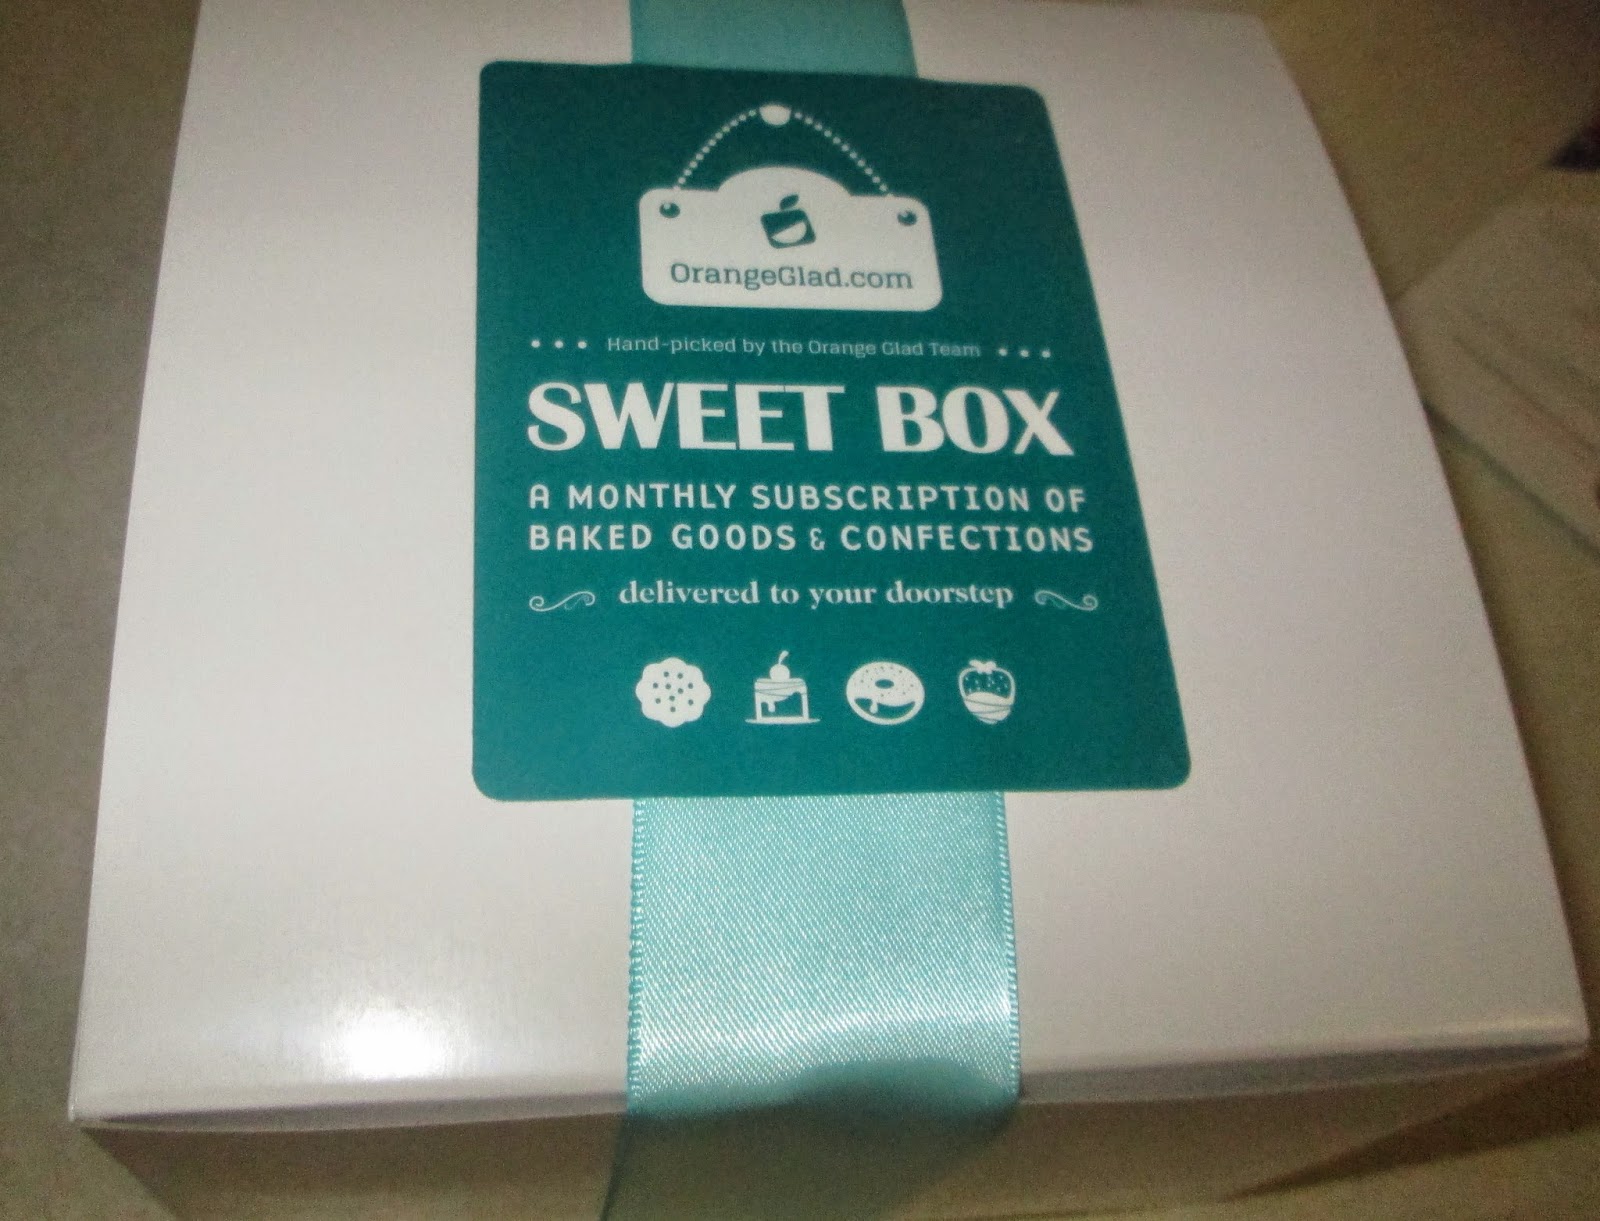 OrangeGlad.com
Hand-picked by the Orange Glad Team
SWEET BOX
A MONTHLY SUBSCRIPTION OF
BAKED GOODS & CONFECTIONS
delivered to your doorstep